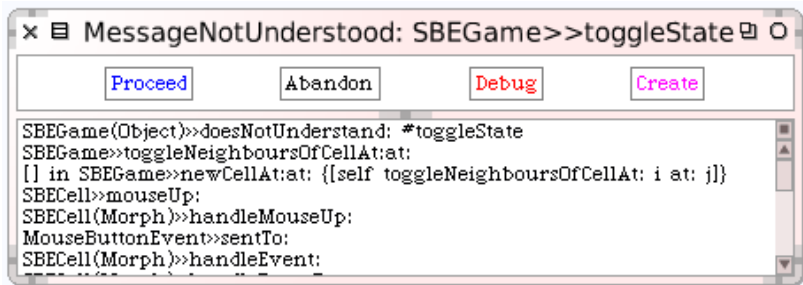 MessageNotUnderstood: SBEGame>>toggleState
Proceed Abandon Debug Create
SBEGame(Object)>>doesNotUnderstand: #toggleState
SBEGame>>toggleNeighboursOfCellAt:at:
[] in SBEGame>>newCellAt:at: {[self toggleNeighboursOfCellAt: i at: j]}
SBECell>>mouseUp:
SBECell(Morph)>>handleMouseUp:
MouseButtonEvent>>sentTo:
SBECell(Morph)>>handleEvent: